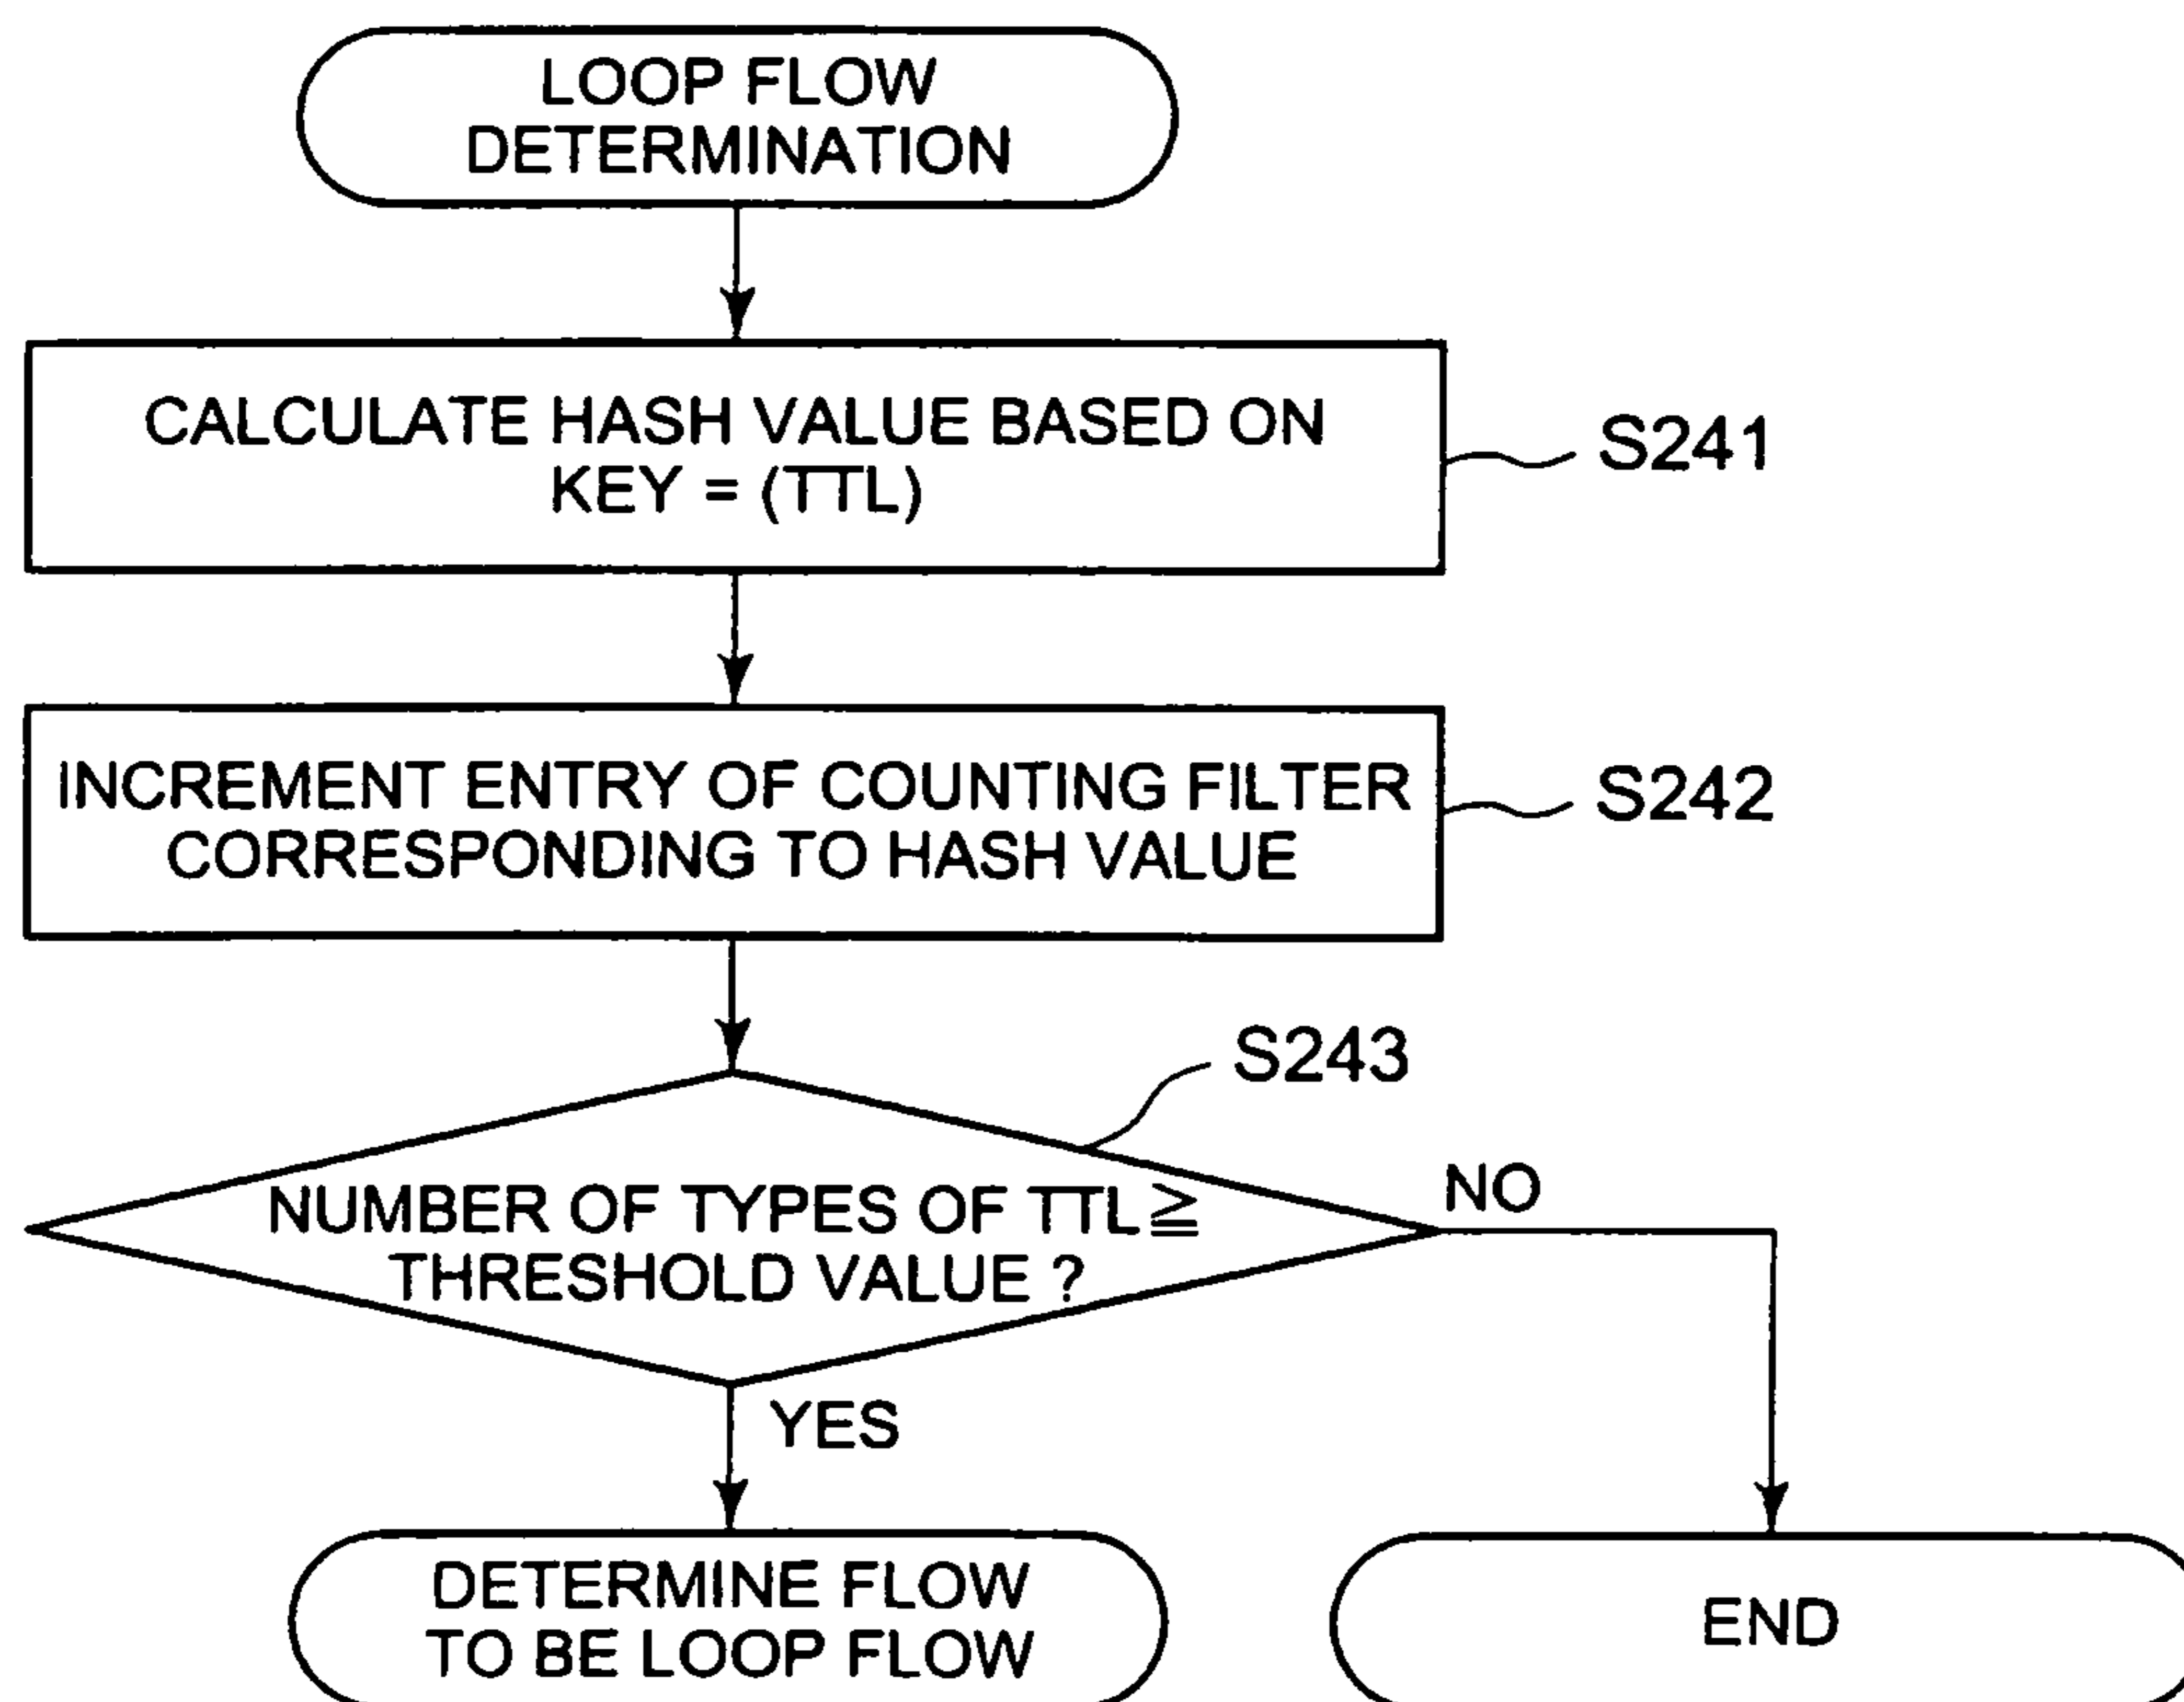 LOOP FLOW
DETERMINATION
CALCULATE HASH VALUE BASED ON
KEY = (TTL)
S241
INCREMENT ENTRY OF COUNTING FILTER
CORRESPONDING TO HASH VALUE
S242
S243
NUMBER OF TYPES OF TTL≧
THRESHOLD VALUE ?
NO
YES
DETERMINE FLOW
TO BE LOOP FLOW
END